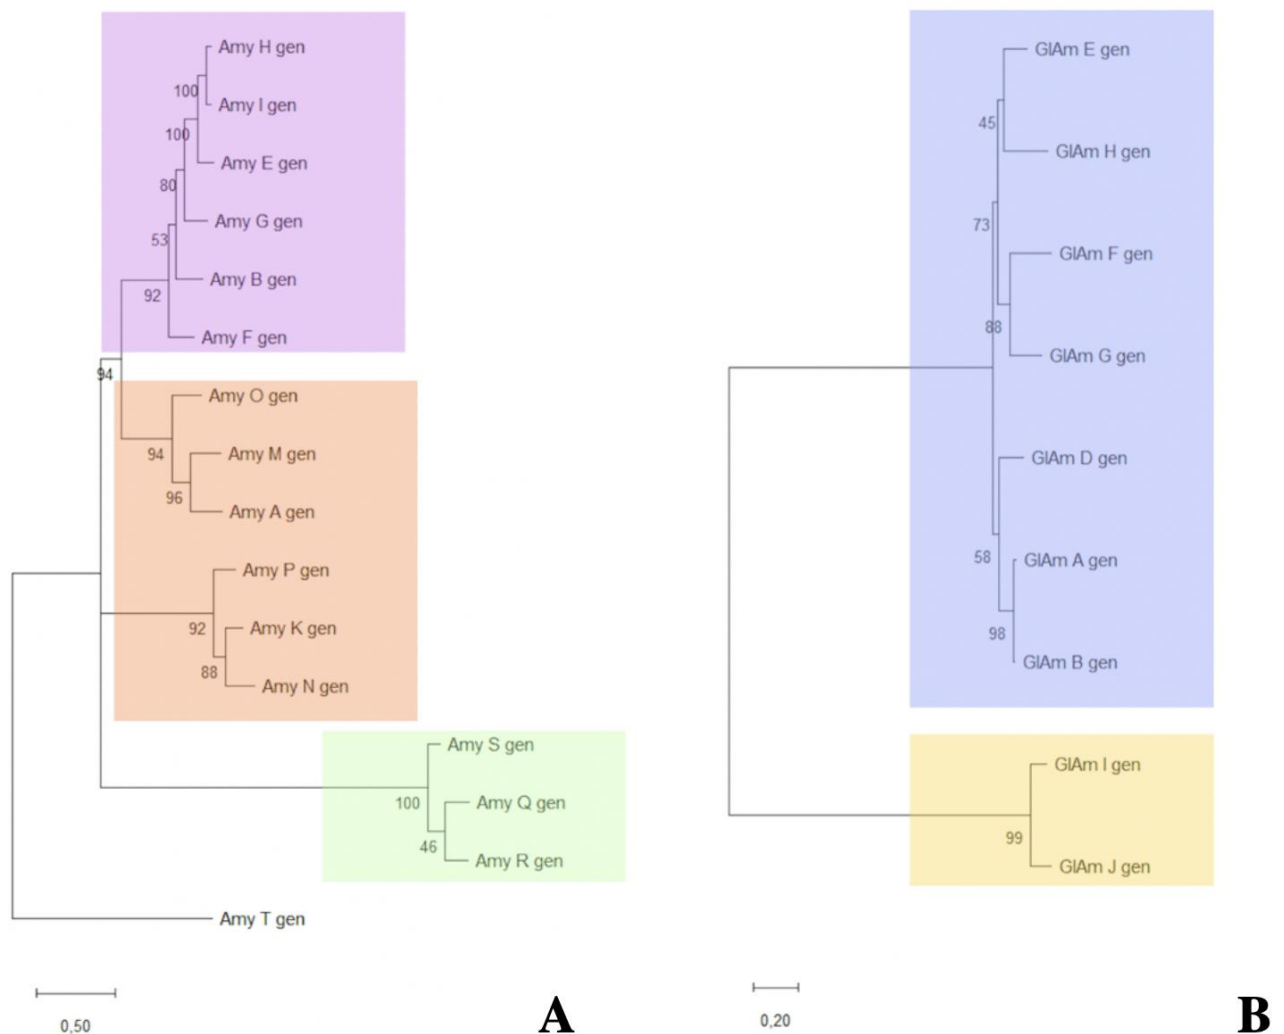 Amy H gen
100
Amy I gen
100
Amy E gen
80
Amy G gen
53
Amy B gen
92
Amy F gen
94
Amy O gen
94
Amy M gen
96
Amy A gen
Amy P gen
92
Amy K gen
88
Amy N gen
Amy S gen
100
Amy Q gen
46
Amy R gen
Amy T gen
0,50
A
GlAm E gen
45
GlAm H gen
73
GlAm F gen
88
GlAm G gen
GlAm D gen
58
GlAm A gen
98
GlAm B gen
GlAm I gen
99
GlAm J gen
0,20
B